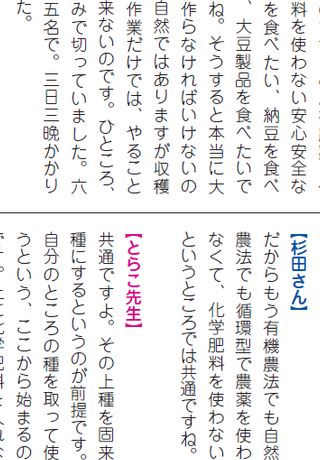 料を使わない安心安全な
を食べたい、納豆を食べ
、大豆製品を食べたいで
ね。そうすると本当に大
作らなければいけないの
自然ではありますが収穫
作業だけでは、やること
来ないのです。ひところ、
みで切っていました。六
五名で。三日三晩かかり
た。
【杉田さん】
だからもう有機農法でも自然
農法でも循環型で農薬を使わ
なくて、化学肥料を使わない
というところでは共通ですね。
【とらこ先生】
共通ですよ。その上種を固来
種にするというのが前提です。
自分のところの種を取って使
うという、ここから始まるの